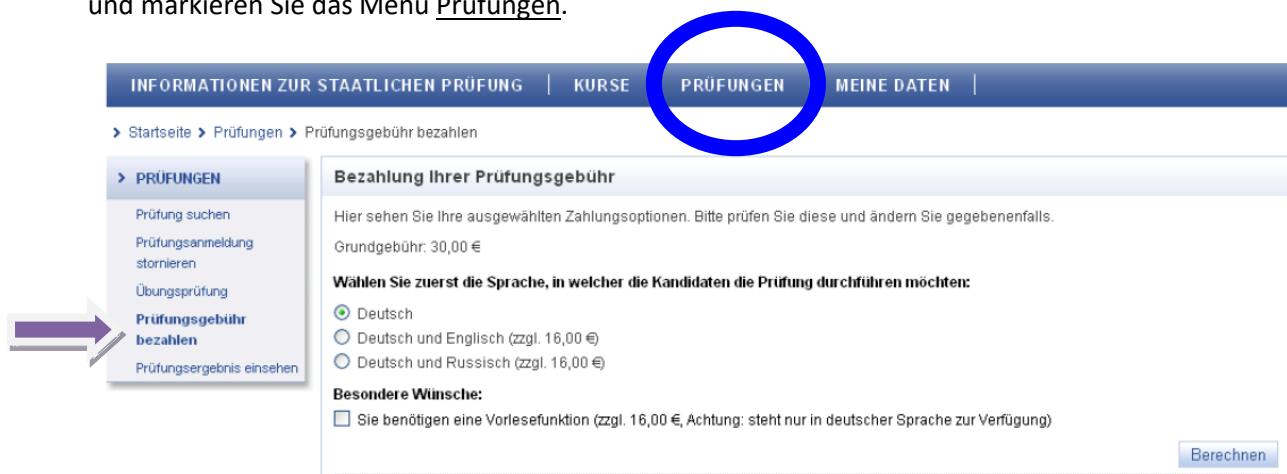 und markieren Sie das Menü Prüfungen.
INFORMATIONEN ZUR STAATLICHEN PRÜFUNG | KURSE PRÜFUNGEN MEINE DATEN |
> Startseite > Prüfungen > Prüfungsgebühr bezahlen
> PRÜFUNGEN
Prüfung suchen
Prüfungsanmeldung
stornieren
Übungsprüfung
Prüfungsgebühr
bezahlen
Prüfungsergebnis einsehen
Bezahlung Ihrer Prüfungsgebühr
Hier sehen Sie Ihre ausgewählten Zahlungsoptionen. Bitte prüfen Sie diese und ändern Sie gegebenenfalls.
Grundgebühr: 30,00 €
Wählen Sie zuerst die Sprache, in welcher die Kandidaten die Prüfung durchführen möchten:
Deutsch
Deutsch und Englisch (zzgl. 16,00 €)
Deutsch und Russisch (zzgl. 16,00 €)
Besondere Wünsche:
Sie benötigen eine Vorlesefunktion (zzgl. 16,00 €, Achtung: steht nur in deutscher Sprache zur Verfügung)
Berechnen